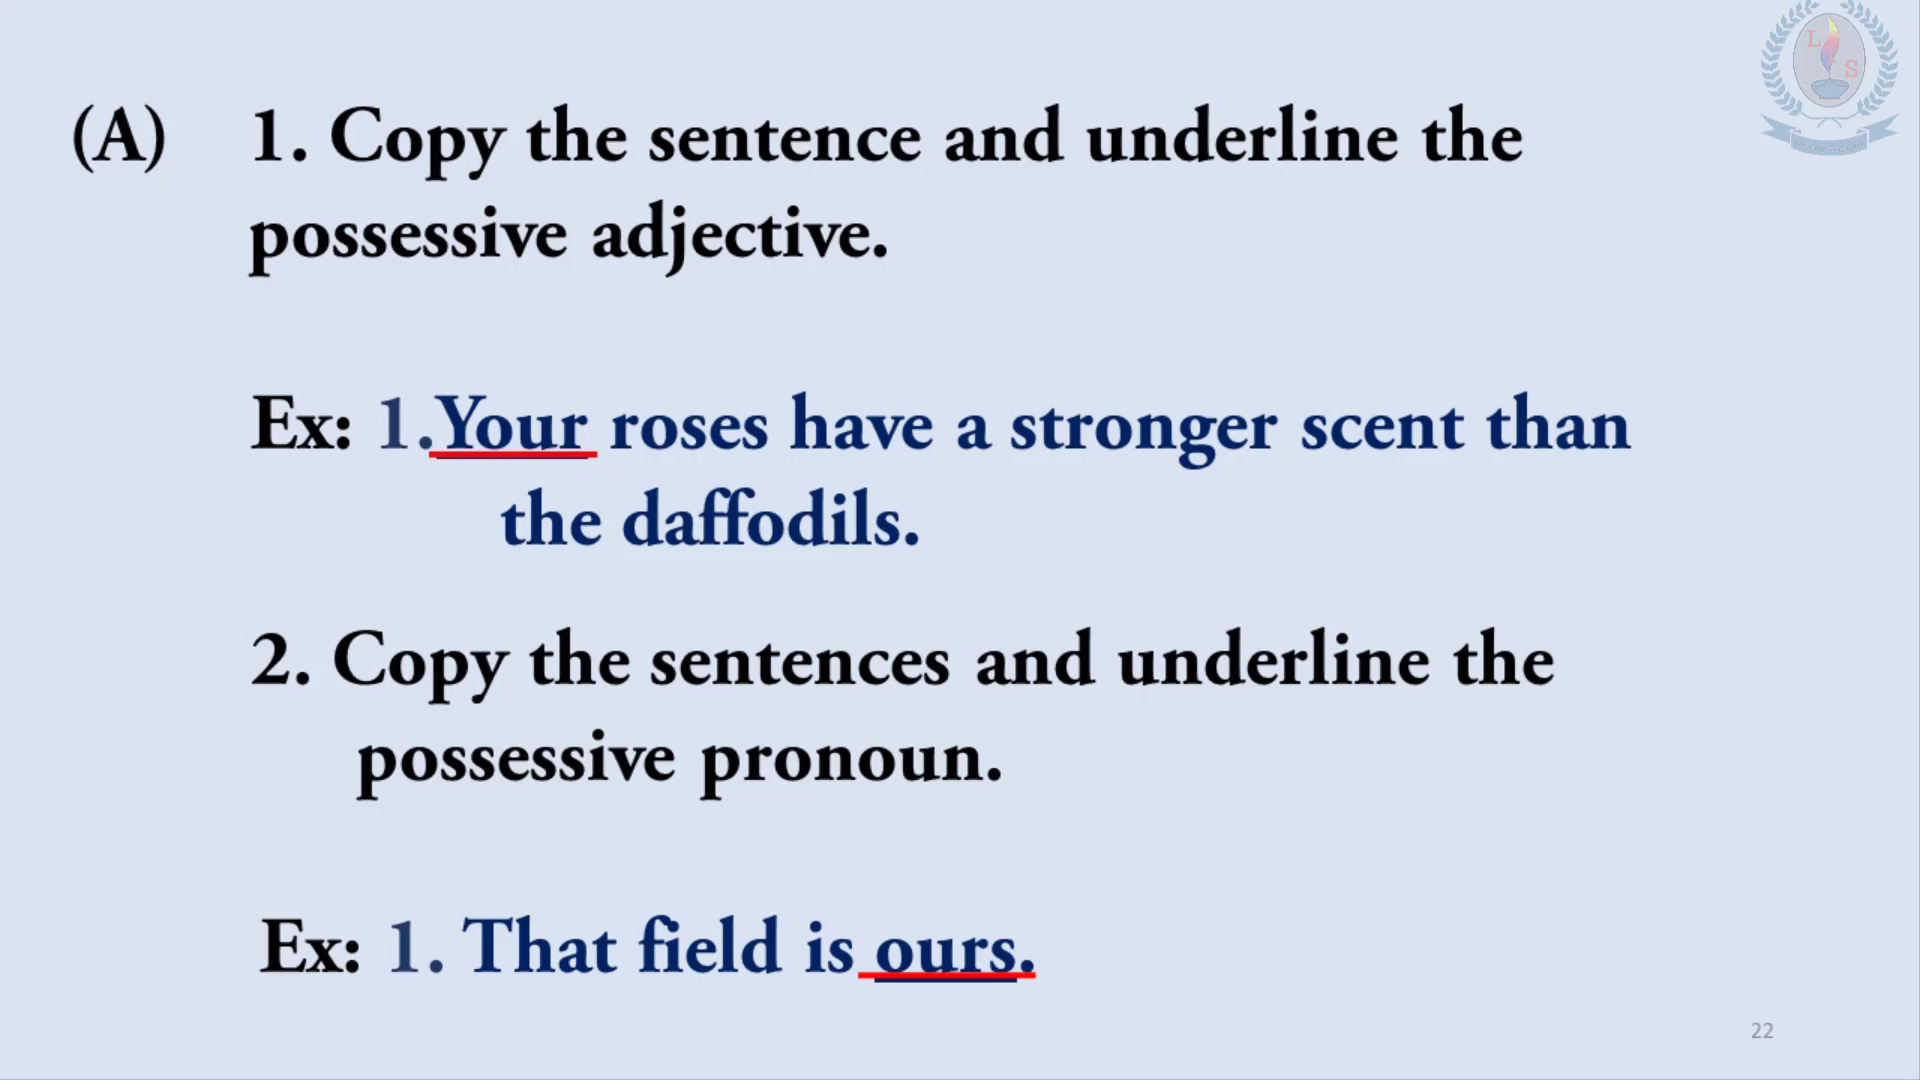 (A) 1. Copy the sentence and underline the
possessive adjective.
Ex: 1.Your roses have a stronger scent than
the daffodils.
2. Copy the sentences and underline the
possessive pronoun.
Ex: 1. That field is ours.
22
L
S